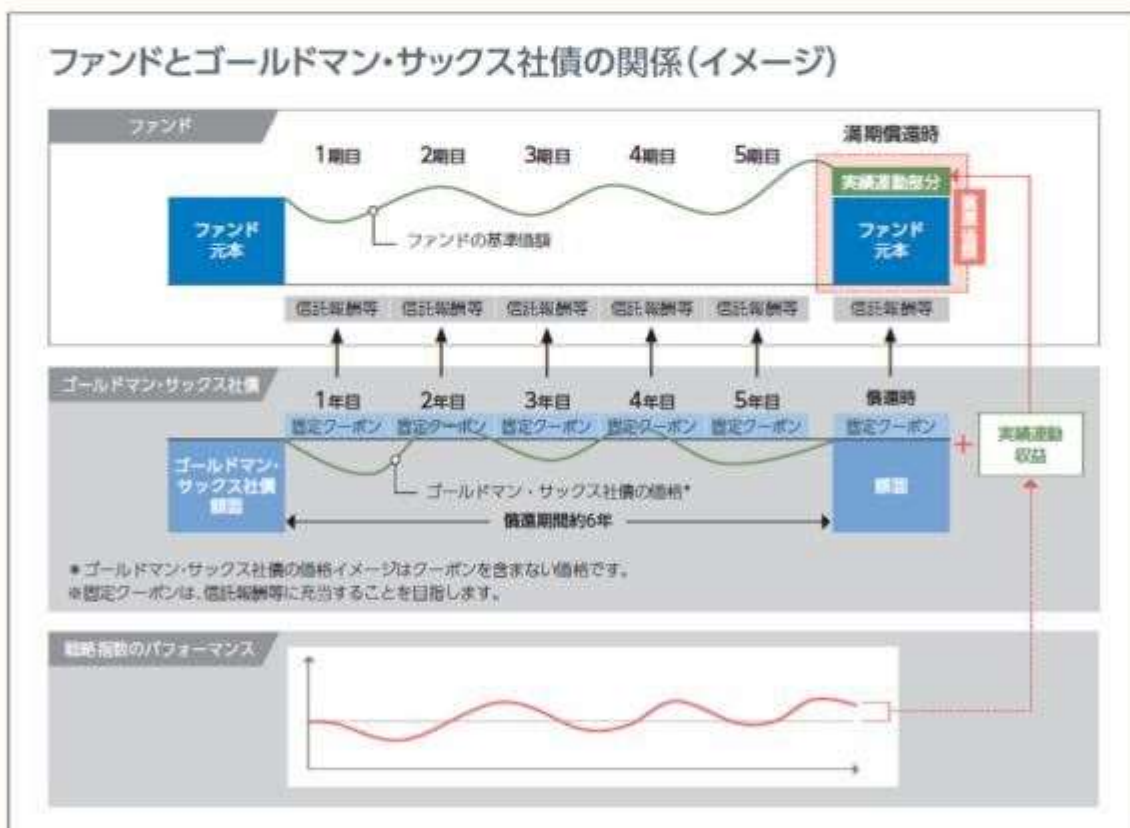 ファンドとゴールドマン・サックス社債の関係(イメージ)
ファンド
満期償還時
1期目 2期目 3期目 4期目 5期目
実績連動部分
ファンド
元本
ファンドの基準価額
ファンド
元本
信託報酬等 信託報酬等 信託報酬等 信託報酬等 信託報酬等 信託報酬等
ゴールドマン・サックス社債
1年目 2年目 3年目 4年目 5年目 償還時
固定クーポン 固定クーポン 固定クーポン 固定クーポン 固定クーポン 固定クーポン
+
実績連動
収益
ゴールドマン・
サックス社債
額面
ゴールドマン・サックス社債の価格*
額面
償還期間約6年
* ゴールドマン・サックス社債の価格イメージはクーポンを含まない価格です。
※固定クーポンは、信託報酬等に充当することを目指します。
戦略指数のパフォーマンス